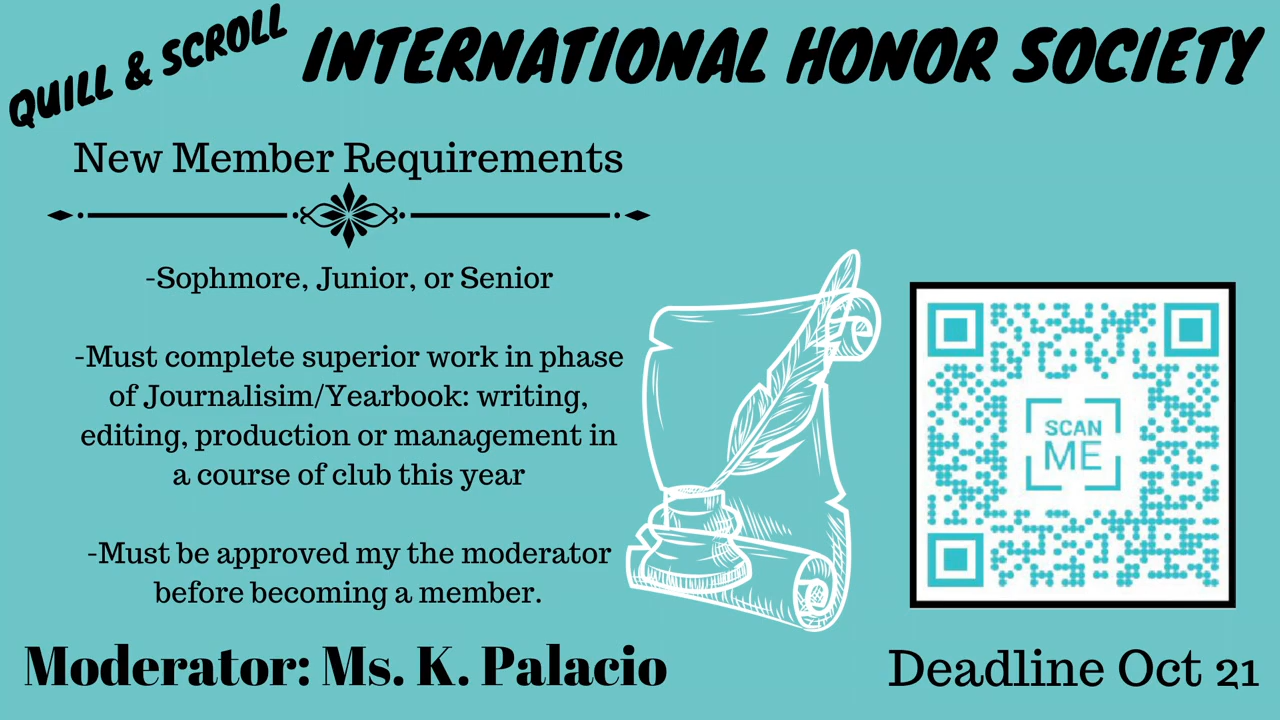 QUILL & SCROLL INTERNATIONAL HONOR SOCIETY
New Member Requirements
-Sophmore, Junior, or Senior
-Must complete superior work in phase
of Journalisim/Yearbook: writing,
editing, production or management in
a course of club this year
-Must be approved my the moderator
before becoming a member.
SCAN
ME
Moderator: Ms. K. Palacio
Deadline Oct 21